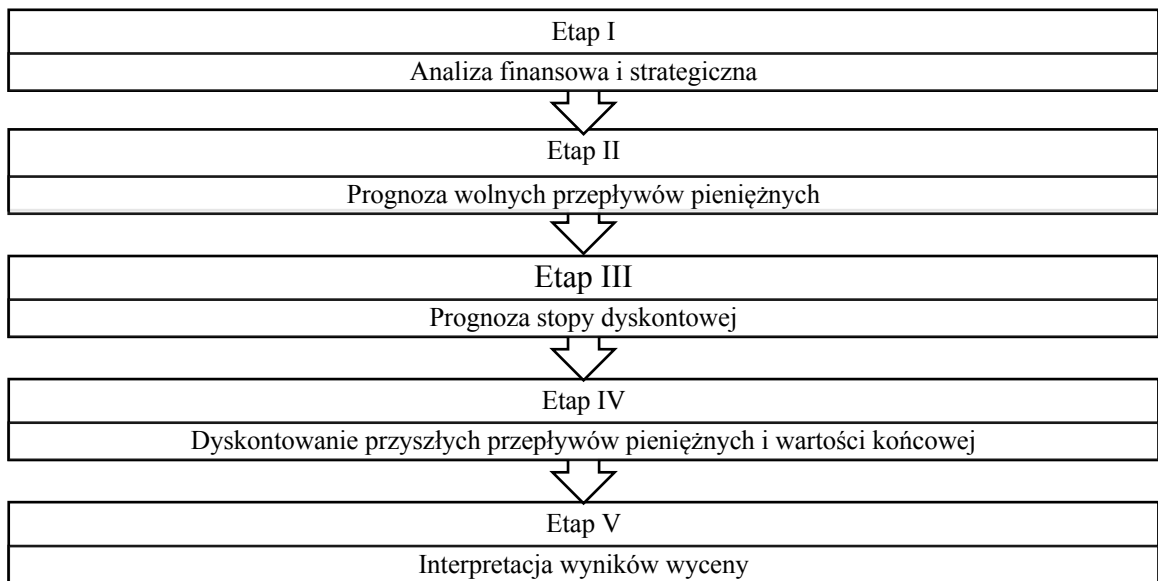 Etap I
Analiza finansowa i strategiczna
Etap II
Prognoza wolnych przepływów pieniężnych
Etap III
Prognoza stopy dyskontowej
Etap IV
Dyskontowanie przyszłych przepływów pieniężnych i wartości końcowej
Etap V
Interpretacja wyników wyceny